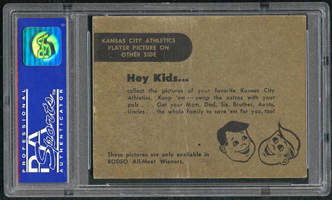 KANSAS CITY ATHLETICS
PLAYER PICTURE ON
OTHER SIDE
Hey Kids...
collect the pictures of your favorite Kansas City
Athletics. Keep 'em — swap the extras with your
pals . . . Get your Mom, Dad, Sis, Brother, Aunts,
Uncles . . . the whole family to save 'em for you, too!
These pictures are only available in
RODEO All-Meat Wieners.
PSA
PROFESSIONAL
Sports
AUTHENTICATOR
PSA